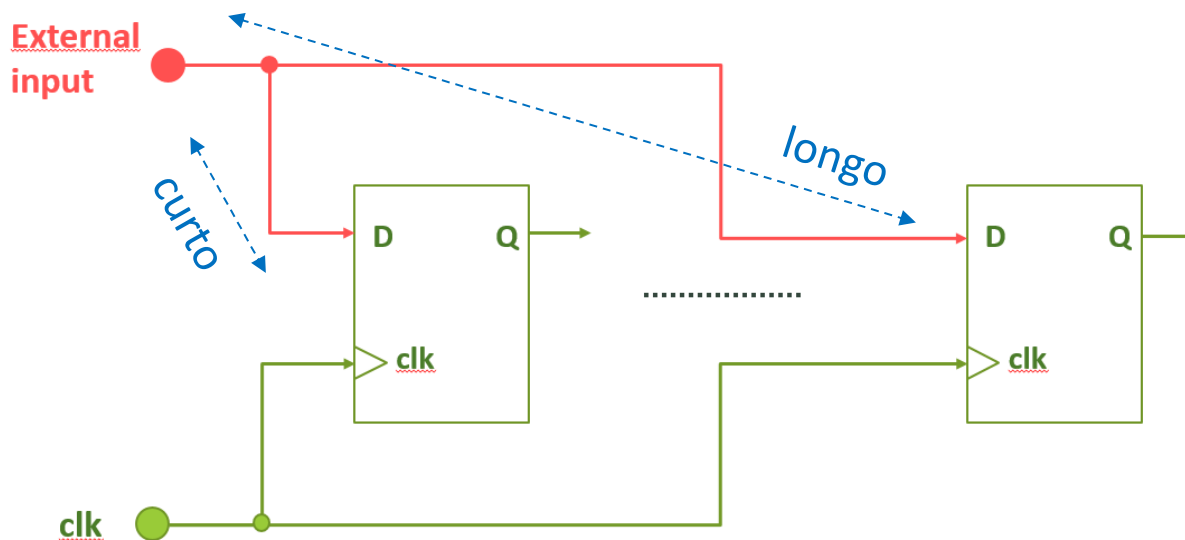 External
input
longo
curto
D
Q
D
Q
clk
clk
clk